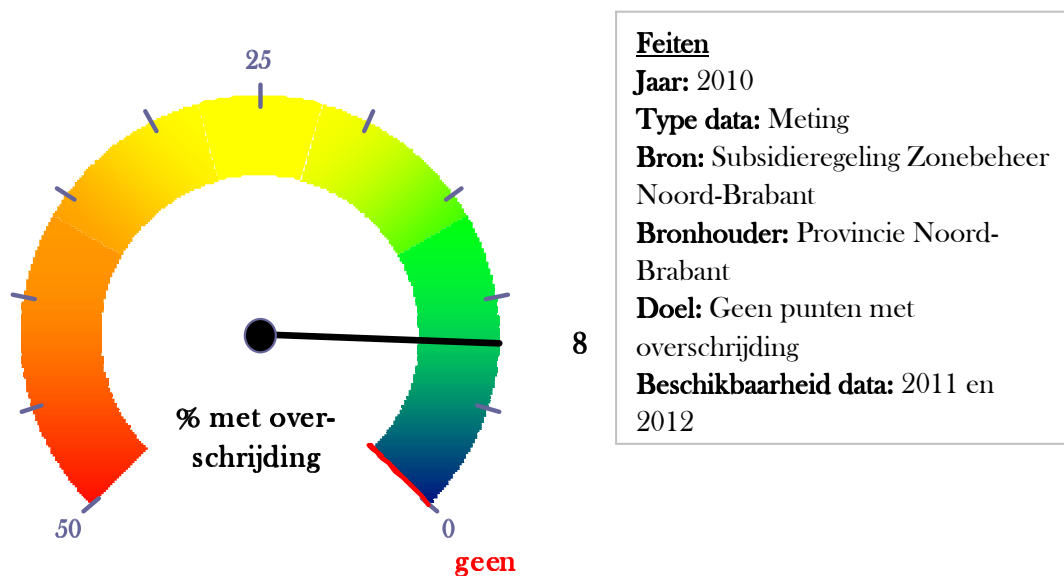 25
8
% met over-
schrijding
50
0
geen
Feiten
Jaar: 2010
Type data: Meting
Bron: Subsidieregeling Zonebeheer
Noord-Brabant
Bronhouder: Provincie Noord-
Brabant
Doel: Geen punten met
overschrijding
Beschikbaarheid data: 2011 en
2012